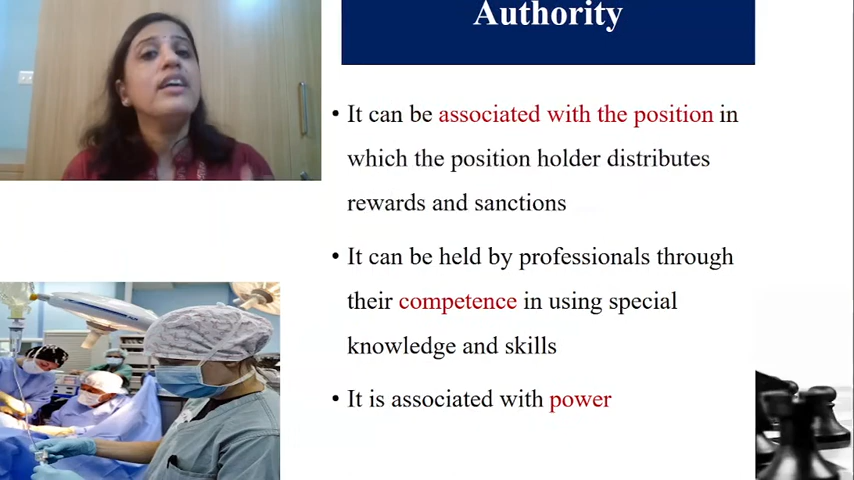 Authority
• It can be associated with the position in
which the position holder distributes
rewards and sanctions
• It can be held by professionals through
their competence in using special
knowledge and skills
• It is associated with power